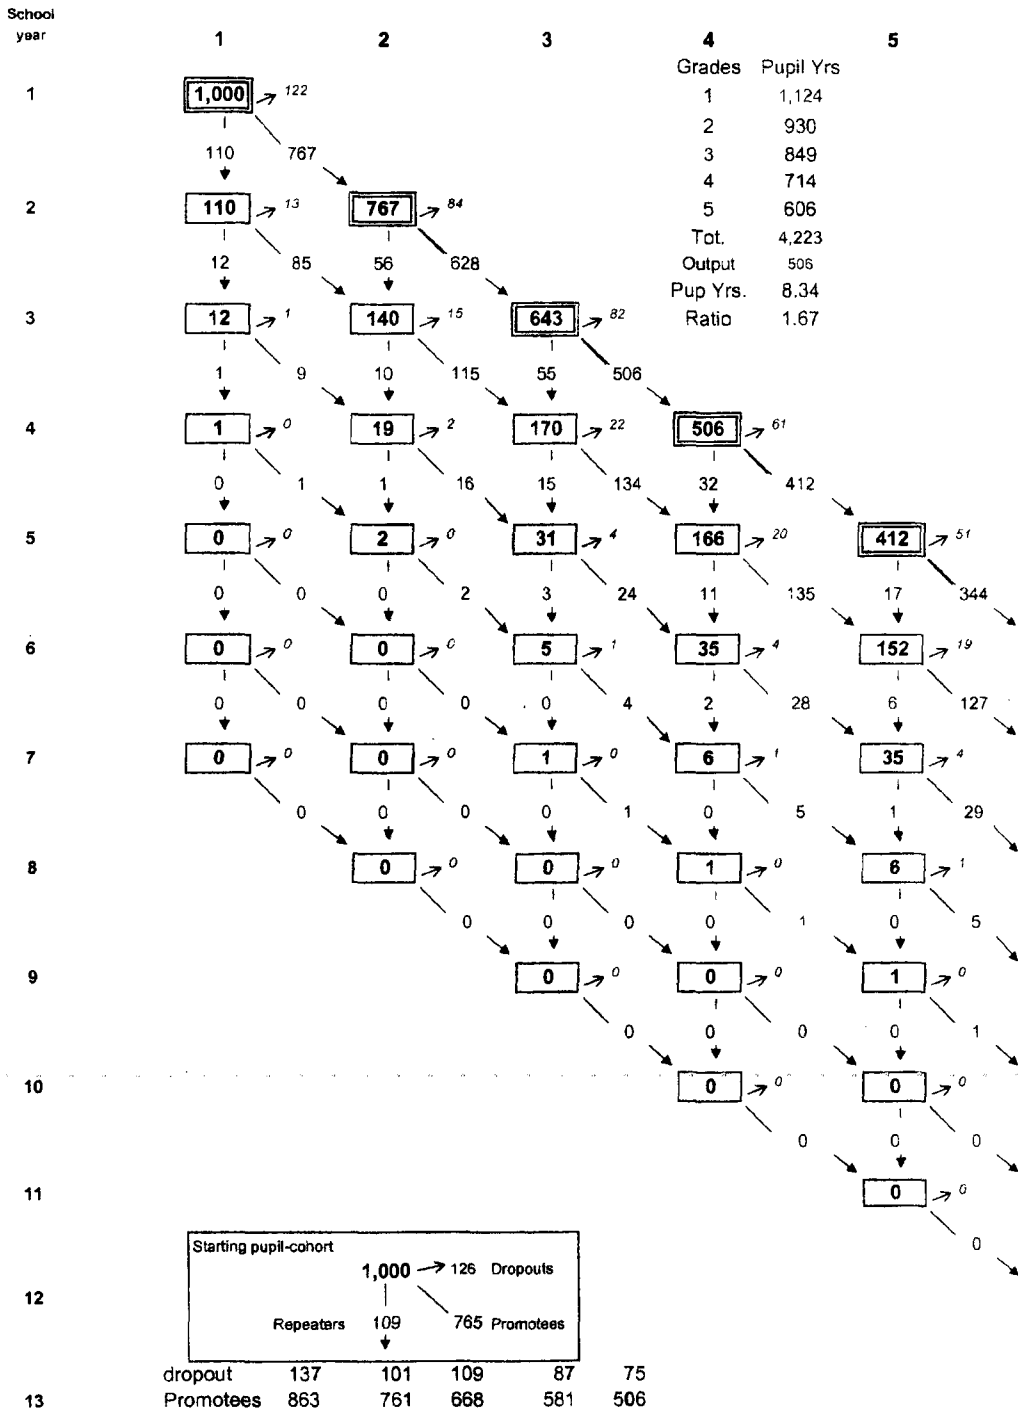 School
year 1 2 3 4 5
Grades Pupil Yrs
1 1,000 122 1 1,124
2 930
110 767 3 849
4 714
2 110 13 767 84 5 606
Tot. 4,223
12 85 56 628 Output 506
Pup Yrs. 8.34
3 12 1 140 15 643 82 Ratio 1.67
1 9 10 115 55 506
4 1 0 19 2 170 22 506 61
0 1 1 16 15 134 32 412
5 0 0 2 0 31 4 166 20 412 51
0 0 0 2 3 24 11 135 17 344
6 0 0 0 0 5 1 35 4 152 19
0 0 0 0 0 4 2 28 6 127
7 0 0 0 0 1 0 6 1 35 4
0 0 0 0 1 0 5 1 29
8 0 0 0 0 1 0 6 1
0 0 0 0 1 0 5
9 0 0 0 0 1 0
0 0 0 0 1
10 0 0 0 0
0 0 0
11 0 0
0
Starting pupil-cohort
1,000 126 Dropouts
12
Repeaters 109 765 Promotees
dropout 137 101 109 87 75
13 Promotees 863 761 668 581 506